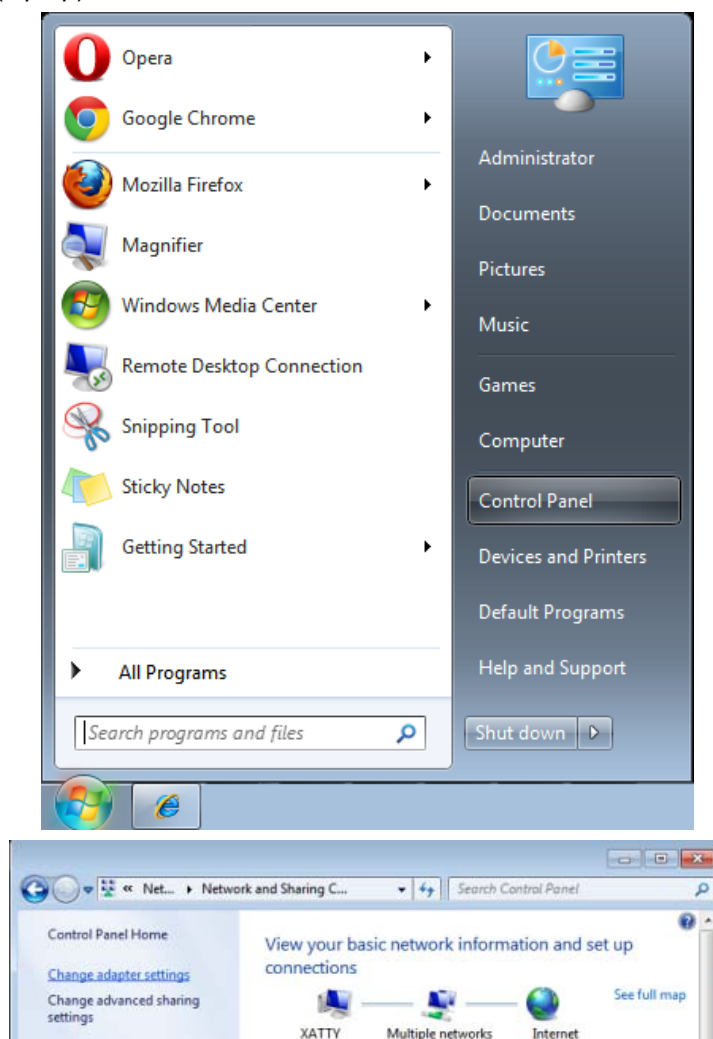 Opera
Google Chrome
Mozilla Firefox
Magnifier
Windows Media Center
Remote Desktop Connection
Snipping Tool
Sticky Notes
Getting Started
All Programs
Search programs and files
Administrator
Documents
Pictures
Music
Games
Computer
Control Panel
Devices and Printers
Default Programs
Help and Support
Shut down
« Net... Network and Sharing C...
Search Control Panel
Control Panel Home
Change adapter settings
Change advanced sharing
settings
View your basic network information and set up
connections
See full map
XATTY
Multiple networks
Internet